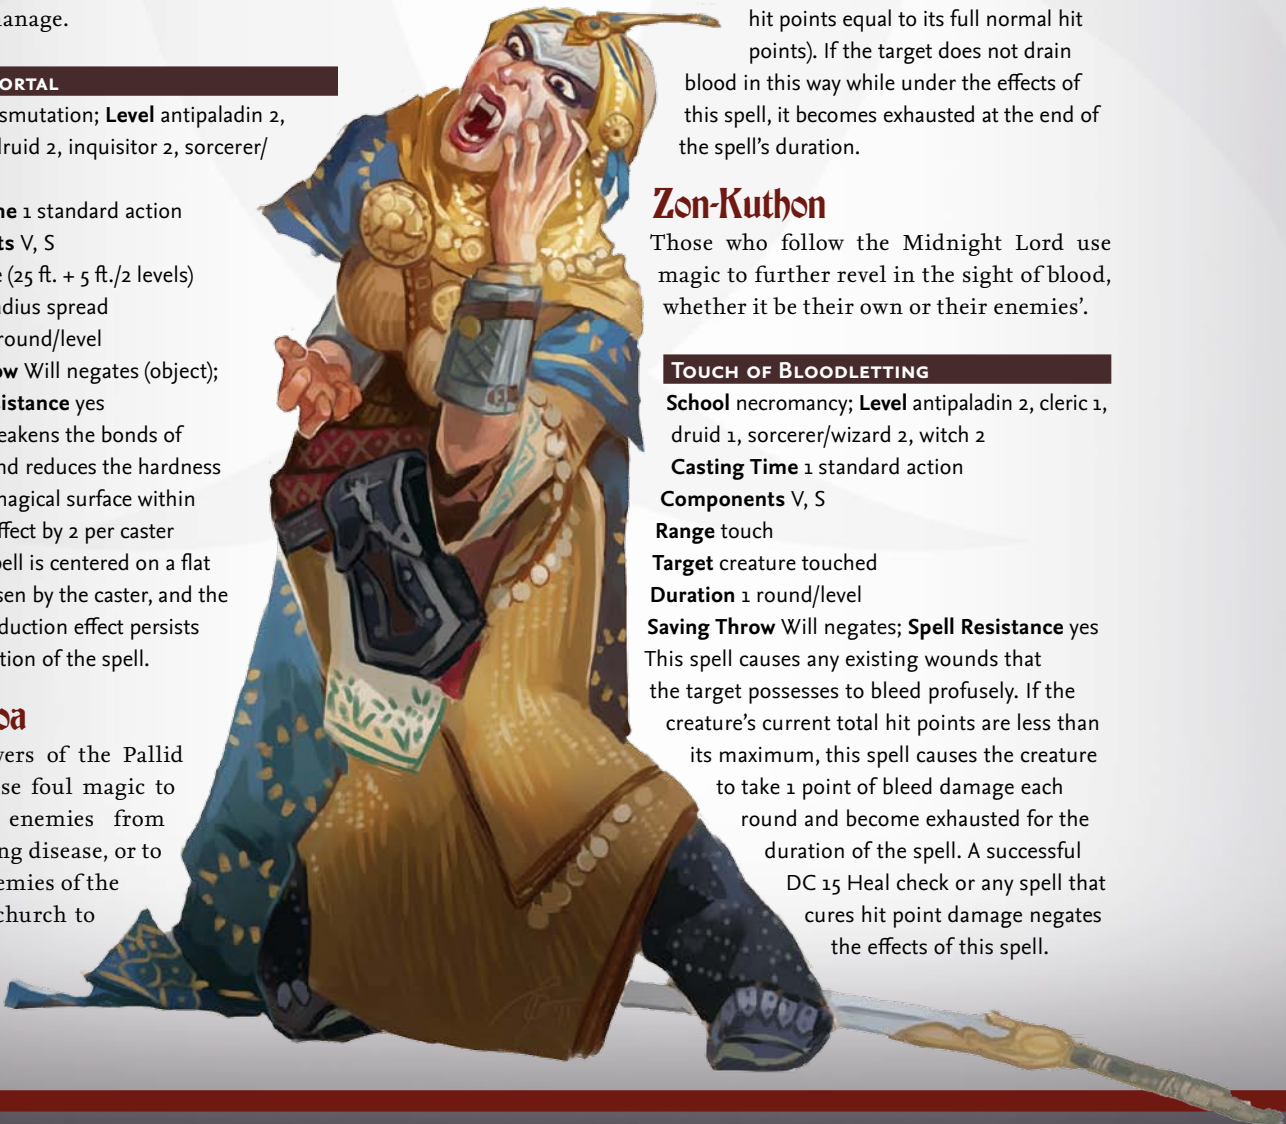 anage.
ORTAL
smutation; Level antipaladin 2,
druid 2, inquisitor 2, sorcerer/
ne 1 standard action
ts V, S
e (25 ft. + 5 ft./2 levels)
dius spread
round/level
ow Will negates (object);
sistance yes
eakens the bonds of
nd reduces the hardness
magical surface within
ffect by 2 per caster
pell is centered on a flat
sen by the caster, and the
duction effect persists
tion of the spell.
oa
vers of the Pallid
se foul magic to
enemies from
ng disease, or to
emies of the
church to
hit points equal to its full normal hit
points). If the target does not drain
blood in this way while under the effects of
this spell, it becomes exhausted at the end of
the spell’s duration.
Zon-Kuthon
Those who follow the Midnight Lord use
magic to further revel in the sight of blood,
whether it be their own or their enemies’.
Touch of Bloodletting
School necromancy; Level antipaladin 2, cleric 1,
druid 1, sorcerer/wizard 2, witch 2
Casting Time 1 standard action
Components V, S
Range touch
Target creature touched
Duration 1 round/level
Saving Throw Will negates; Spell Resistance yes
This spell causes any existing wounds that
the target possesses to bleed profusely. If the
creature’s current total hit points are less than
its maximum, this spell causes the creature
to take 1 point of bleed damage each
round and become exhausted for the
duration of the spell. A successful
DC 15 Heal check or any spell that
cures hit point damage negates
the effects of this spell.